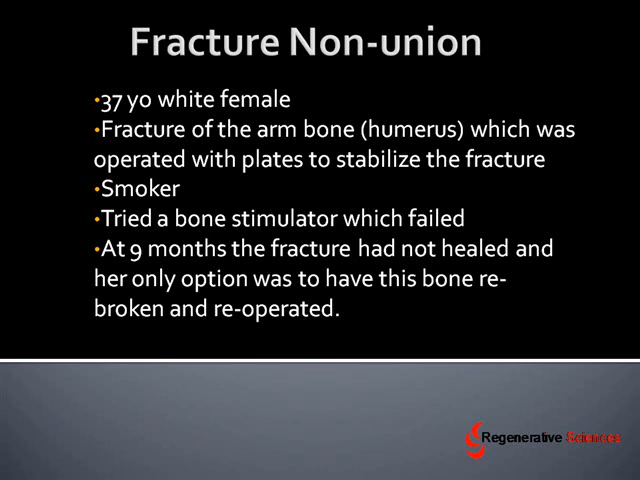 Fracture Non-union
•37 yo white female
•Fracture of the arm bone (humerus) which was
operated with plates to stabilize the fracture
•Smoker
•Tried a bone stimulator which failed
•At 9 months the fracture had not healed and
her only option was to have this bone re-
broken and re-operated.
Regenerative Sciences